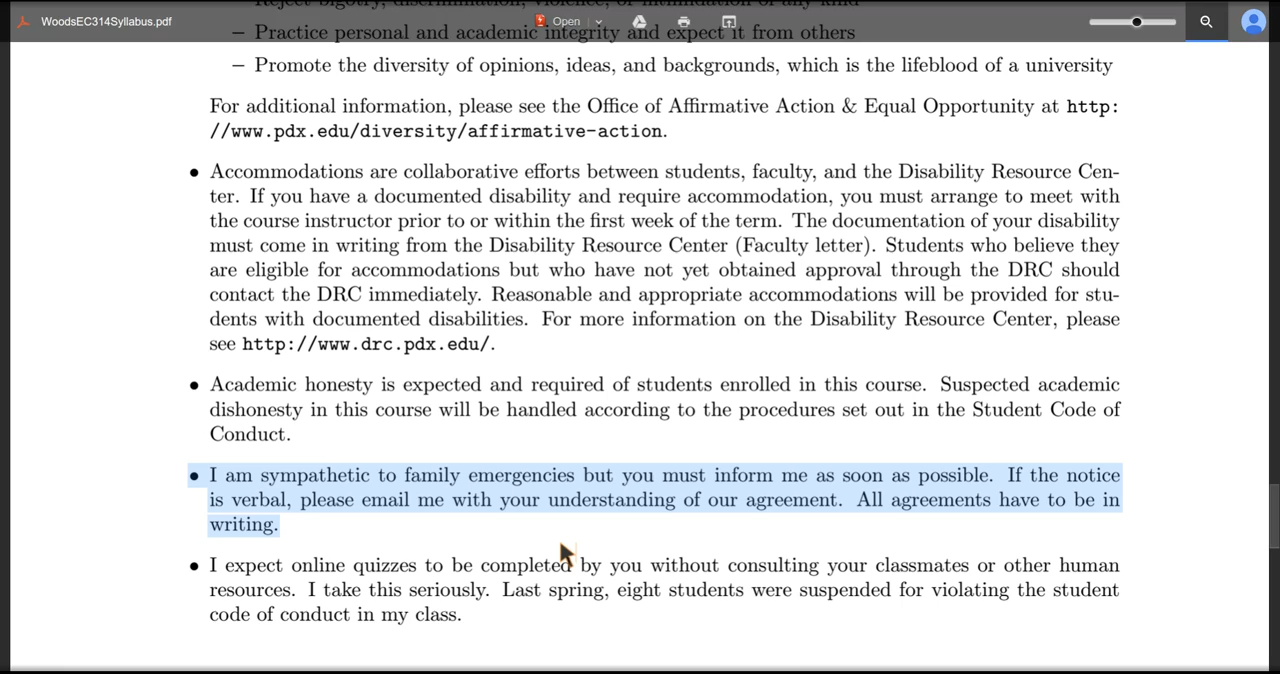 WoodsEC314Syllabus.pdf
Open
Reject bigotry, discrimination, violence, or intimidation of any kind
– Practice personal and academic integrity and expect it from others
– Promote the diversity of opinions, ideas, and backgrounds, which is the lifeblood of a university
For additional information, please see the Office of Affirmative Action & Equal Opportunity at http:
//www.pdx.edu/diversity/affirmative-action.
• Accommodations are collaborative efforts between students, faculty, and the Disability Resource Cen-
ter. If you have a documented disability and require accommodation, you must arrange to meet with
the course instructor prior to or within the first week of the term. The documentation of your disability
must come in writing from the Disability Resource Center (Faculty letter). Students who believe they
are eligible for accommodations but who have not yet obtained approval through the DRC should
contact the DRC immediately. Reasonable and appropriate accommodations will be provided for stu-
dents with documented disabilities. For more information on the Disability Resource Center, please
see http://www.drc.pdx.edu/.
• Academic honesty is expected and required of students enrolled in this course. Suspected academic
dishonesty in this course will be handled according to the procedures set out in the Student Code of
Conduct.
• I am sympathetic to family emergencies but you must inform me as soon as possible. If the notice
is verbal, please email me with your understanding of our agreement. All agreements have to be in
writing.
• I expect online quizzes to be completed by you without consulting your classmates or other human
resources. I take this seriously. Last spring, eight students were suspended for violating the student
code of conduct in my class.